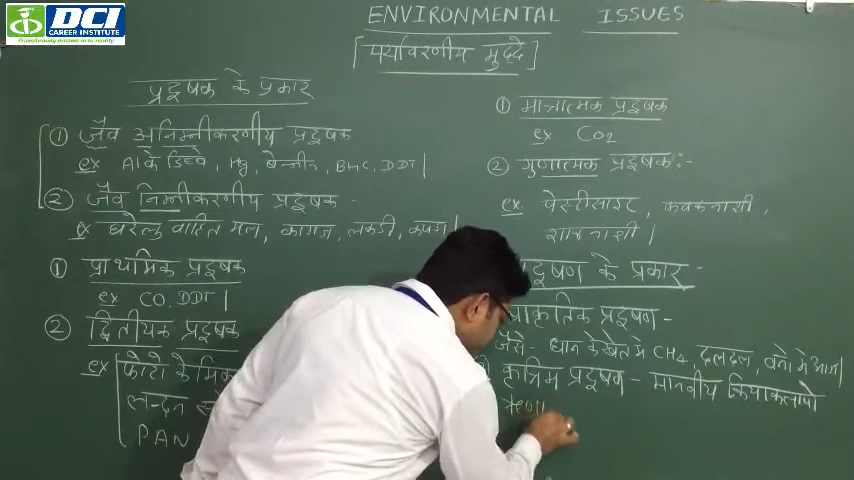 DCI
CAREER INSTITUTE
ENVIRONMENTAL ISSUES
[पर्यावरणीय मुद्दे]
प्रदूषक के प्रकार
① जैव अनिम्नीकरणीय प्रदूषक
ex Al के डिब्बे, Hg, बेन्जीन, BHC, DDT|
② जैव निम्नीकरणीय प्रदूषक -
ex घरेलु वाहित मल, कागज, लकडी, कपडा|
① प्राथमिक प्रदूषक
ex CO, DDT|
② द्वितीयक प्रदूषक
ex फोटो केमिक
लन्दन
PAN
① मात्रात्मक प्रदूषक
ex CO₂
② गुणात्मक प्रदूषक:-
ex पेस्टीसाइट, कवकनाशी,
शाकनाशी|
प्रदूषण के प्रकार -
प्राकृतिक प्रदूषण -
जैसे - धान के खेत मे CH₄, दलदल, वनो मे आग|
कृत्रिम प्रदूषण - मानवीय क्रियाकलापो